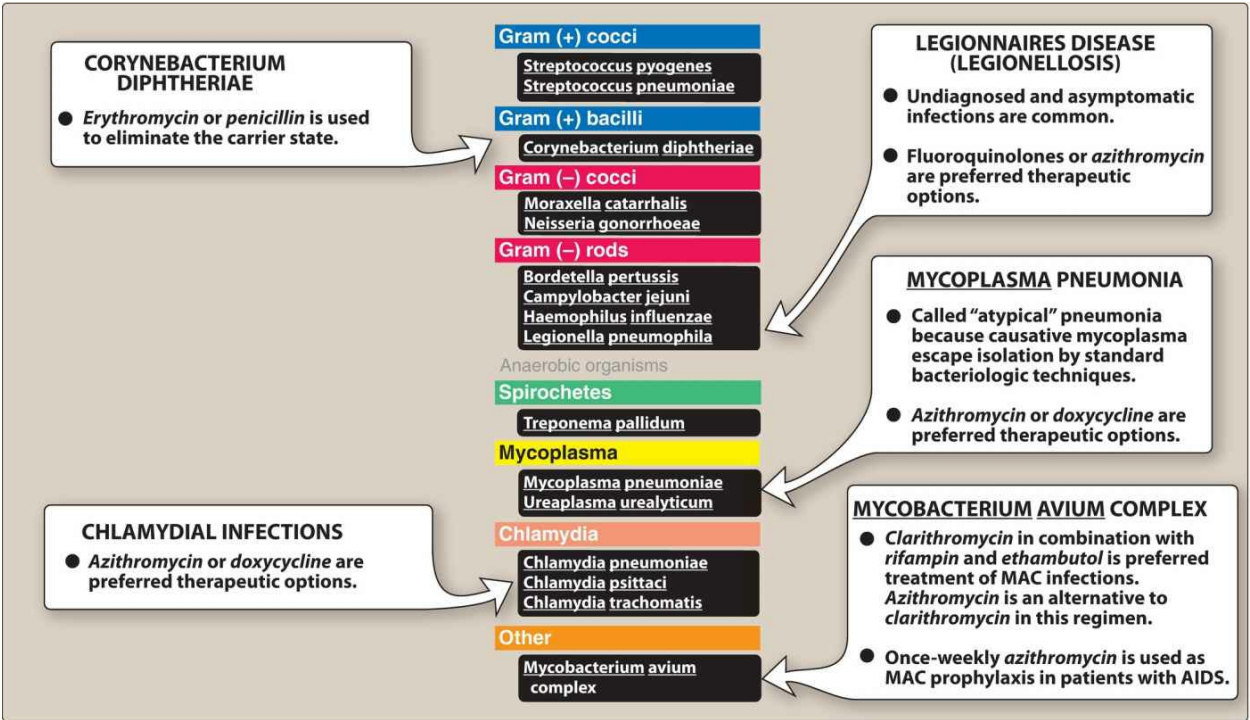 CORYNEBACTERIUM
DIPHTHERIAE
● Erythromycin or penicillin is used
to eliminate the carrier state.
CHLAMYDIAL INFECTIONS
● Azithromycin or doxycycline are
preferred therapeutic options.
Gram (+) cocci
Streptococcus pyogenes
Streptococcus pneumoniae
Gram (+) bacilli
Corynebacterium diphtheriae
Gram (–) cocci
Moraxella catarrhalis
Neisseria gonorrhoeae
Gram (–) rods
Bordetella pertussis
Campylobacter jejuni
Haemophilus influenzae
Legionella pneumophila
Anaerobic organisms
Spirochetes
Treponema pallidum
Mycoplasma
Mycoplasma pneumoniae
Ureaplasma urealyticum
Chlamydia
Chlamydia pneumoniae
Chlamydia psittaci
Chlamydia trachomatis
Other
Mycobacterium avium
complex
LEGIONNAIRES DISEASE
(LEGIONELLOSIS)
● Undiagnosed and asymptomatic
infections are common.
● Fluoroquinolones or azithromycin
are preferred therapeutic
options.
MYCOPLASMA PNEUMONIA
● Called “atypical” pneumonia
because causative mycoplasma
escape isolation by standard
bacteriologic techniques.
● Azithromycin or doxycycline are
preferred therapeutic options.
MYCOBACTERIUM AVIUM COMPLEX
● Clarithromycin in combination with
rifampin and ethambutol is preferred
treatment of MAC infections.
Azithromycin is an alternative to
clarithromycin in this regimen.
● Once-weekly azithromycin is used as
MAC prophylaxis in patients with AIDS.